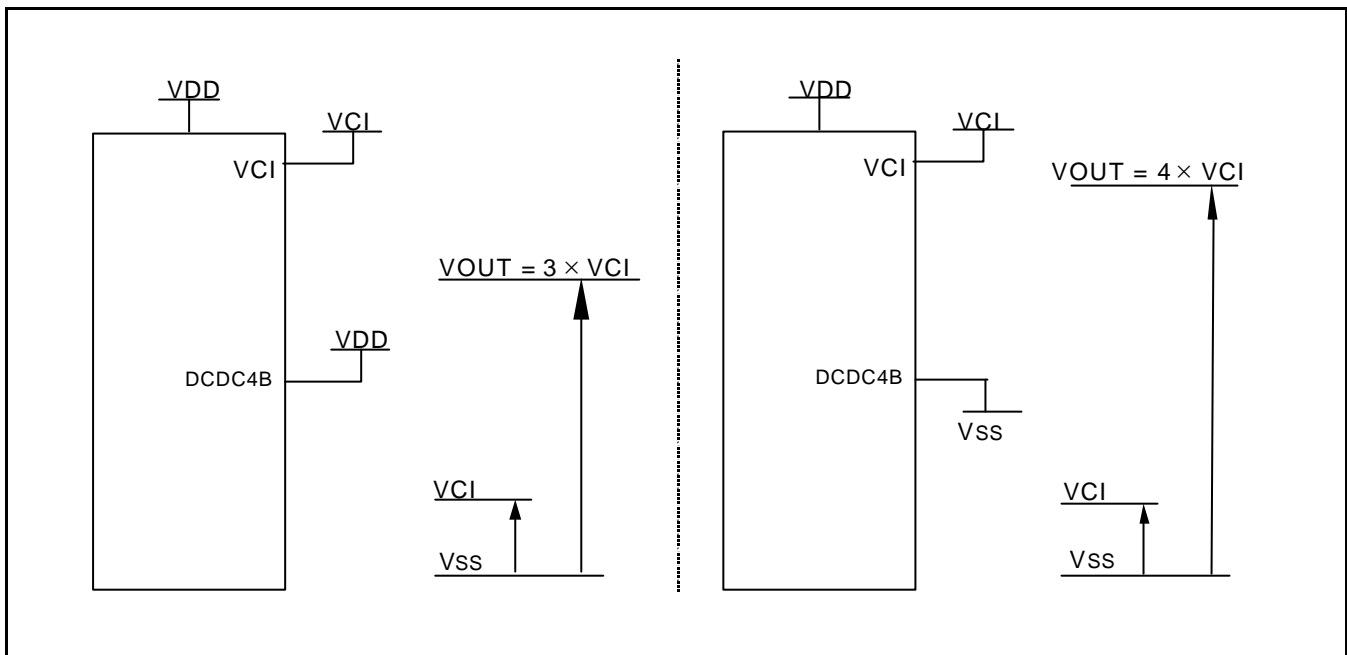 VDD
VCI
VCI
VOUT = 3 × VCI
VDD
DCDC4B
VCI
VSS
VDD
VCI
VCI
VOUT = 4 × VCI
DCDC4B
VSS
VCI
VSS